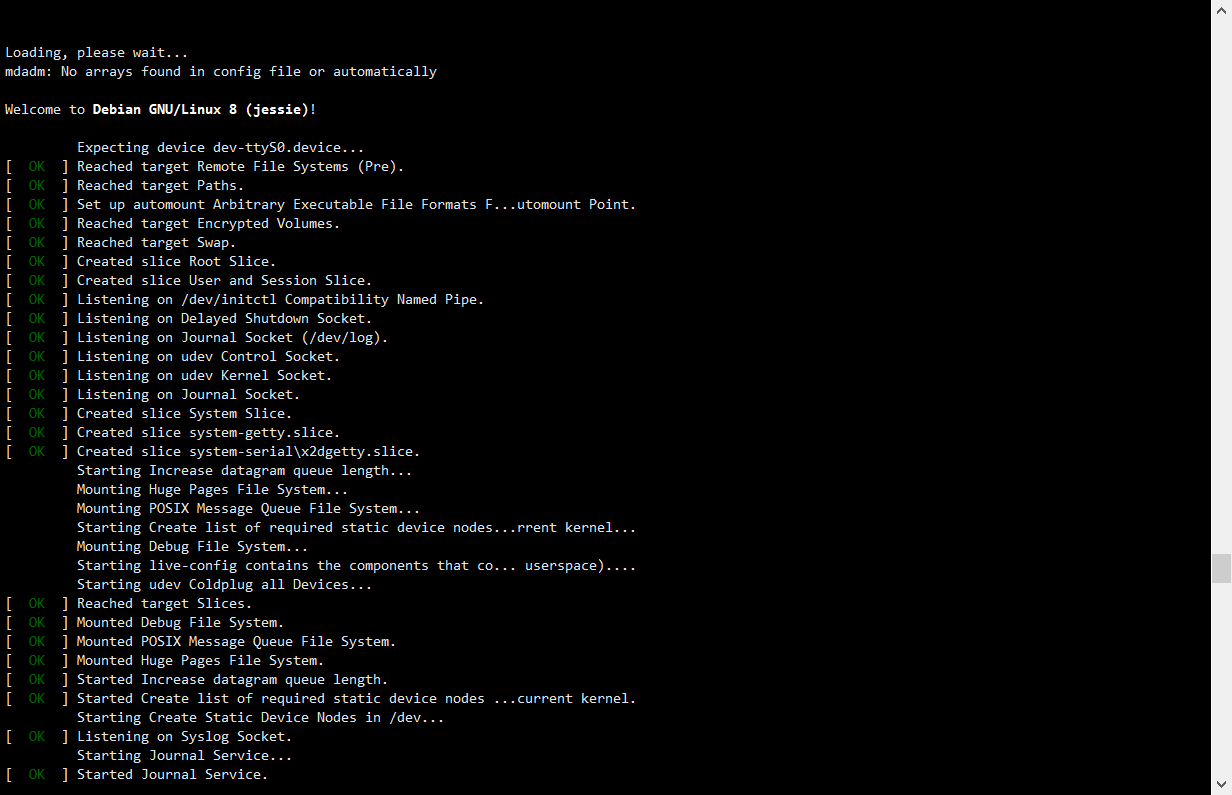 Loading, please wait...
mdadm: No arrays found in config file or automatically
Welcome to Debian GNU/Linux 8 (jessie)!
Expecting device dev-ttyS0.device...
[  OK  ] Reached target Remote File Systems (Pre).
[  OK  ] Reached target Paths.
[  OK  ] Set up automount Arbitrary Executable File Formats F...utomount Point.
[  OK  ] Reached target Encrypted Volumes.
[  OK  ] Reached target Swap.
[  OK  ] Created slice Root Slice.
[  OK  ] Created slice User and Session Slice.
[  OK  ] Listening on /dev/initctl Compatibility Named Pipe.
[  OK  ] Listening on Delayed Shutdown Socket.
[  OK  ] Listening on Journal Socket (/dev/log).
[  OK  ] Listening on udev Control Socket.
[  OK  ] Listening on udev Kernel Socket.
[  OK  ] Listening on Journal Socket.
[  OK  ] Created slice System Slice.
[  OK  ] Created slice system-getty.slice.
[  OK  ] Created slice system-serial\x2dgetty.slice.
Starting Increase datagram queue length...
Mounting Huge Pages File System...
Mounting POSIX Message Queue File System...
Starting Create list of required static device nodes...rrent kernel...
Mounting Debug File System...
Starting live-config contains the components that co... userspace)....
Starting udev Coldplug all Devices...
[  OK  ] Reached target Slices.
[  OK  ] Mounted Debug File System.
[  OK  ] Mounted POSIX Message Queue File System.
[  OK  ] Mounted Huge Pages File System.
[  OK  ] Started Increase datagram queue length.
[  OK  ] Started Create list of required static device nodes ...current kernel.
Starting Create Static Device Nodes in /dev...
[  OK  ] Listening on Syslog Socket.
Starting Journal Service...
[  OK  ] Started Journal Service.